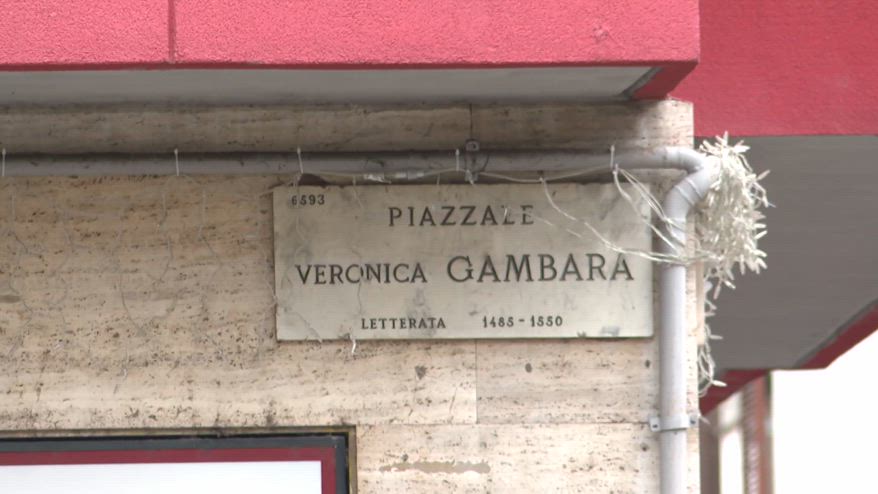 6593
PIAZZALE
VERONICA GAMBARA
LETTERATA 1485-1550